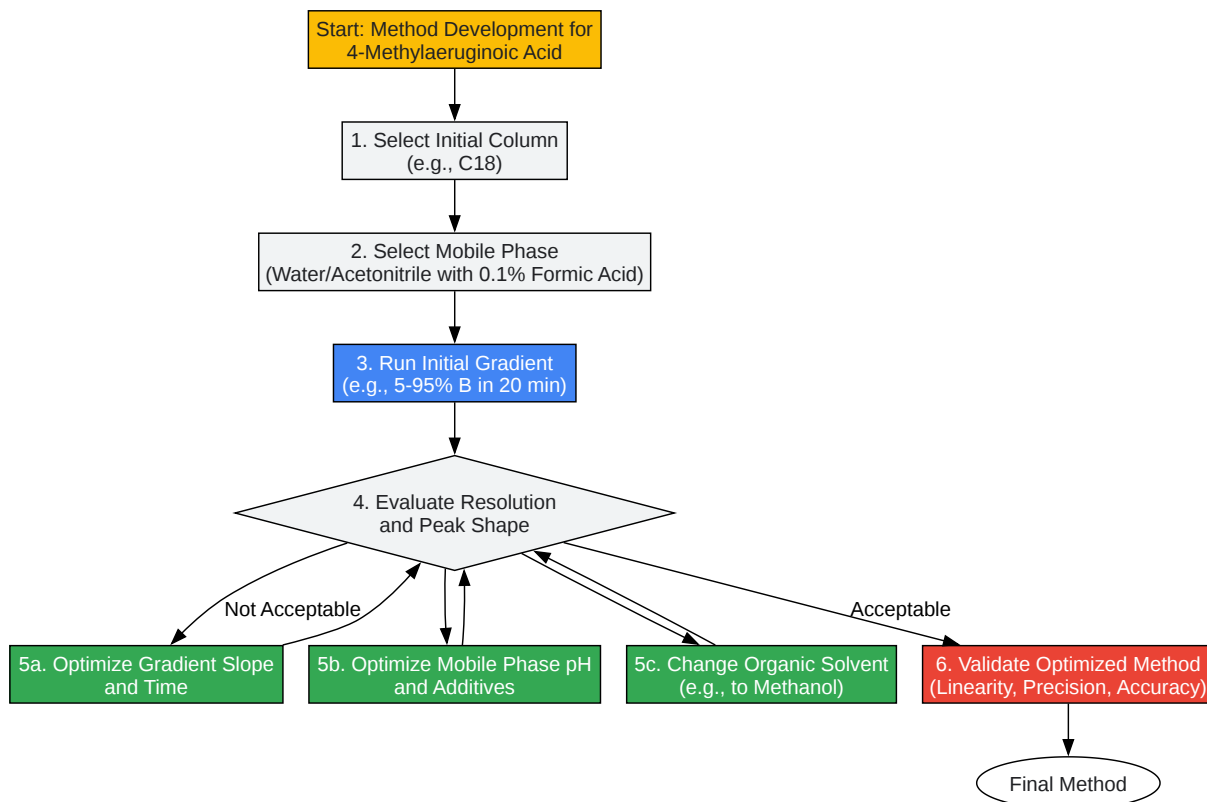 Start: Method Development for
4-Methylaeruginoic Acid
1. Select Initial Column
(e.g., C18)
2. Select Mobile Phase
(Water/Acetonitrile with 0.1% Formic Acid)
3. Run Initial Gradient
(e.g., 5-95% B in 20 min)
4. Evaluate Resolution
and Peak Shape
Not Acceptable
Acceptable
5a. Optimize Gradient Slope
and Time
5b. Optimize Mobile Phase pH
and Additives
5c. Change Organic Solvent
(e.g., to Methanol)
6. Validate Optimized Method
(Linearity, Precision, Accuracy)
Final Method